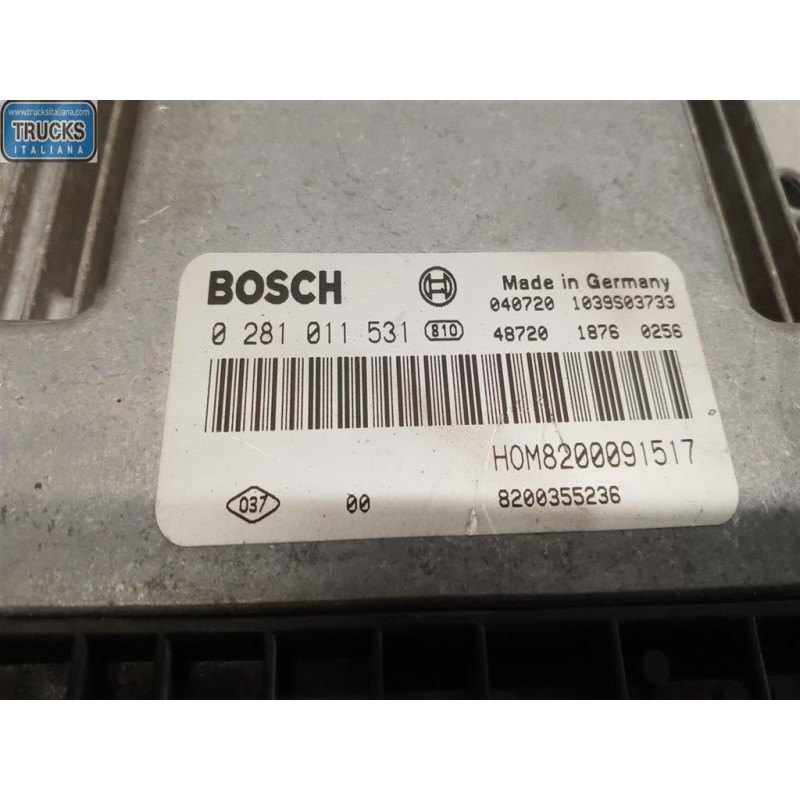 www.trucksitaliana.com
TRUCKS
ITALIANA
BOSCH
Made in Germany
040720 1039S03733
0 281 011 531 810 48720 1876 0256
HOM8200091517
037 00 8200355236